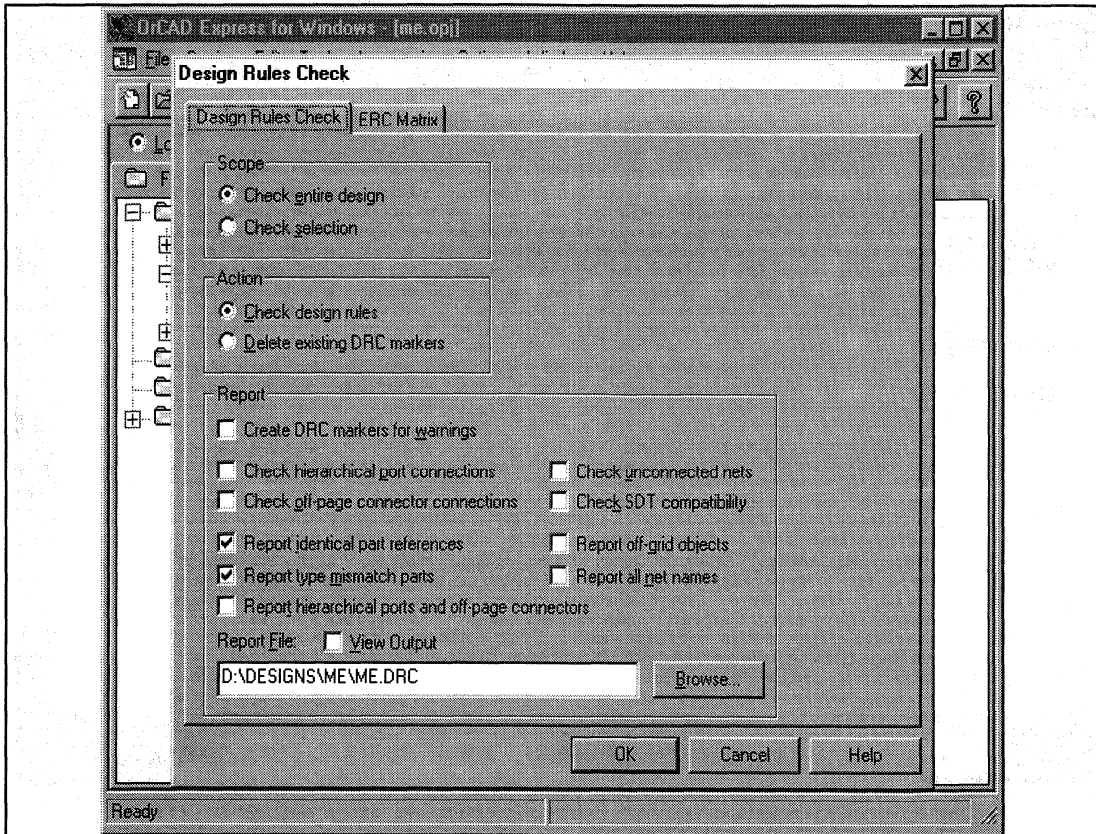 OrCAD Express for Windows - [me.opj]
File
Design Rules Check
Design Rules Check ERC Matrix
Scope
Check entire design
Check selection
Action
Check design rules
Delete existing DRC markers
Report
Create DRC markers for warnings
Check hierarchical port connections Check unconnected nets
Check off-page connector connections Check SDT compatibility
Report identical part references Report off-grid objects
Report type mismatch parts Report all net names
Report hierarchical ports and off-page connectors
Report File: View Output
D:\DESIGNS\ME\ME.DRC Browse...
OK Cancel Help
Ready